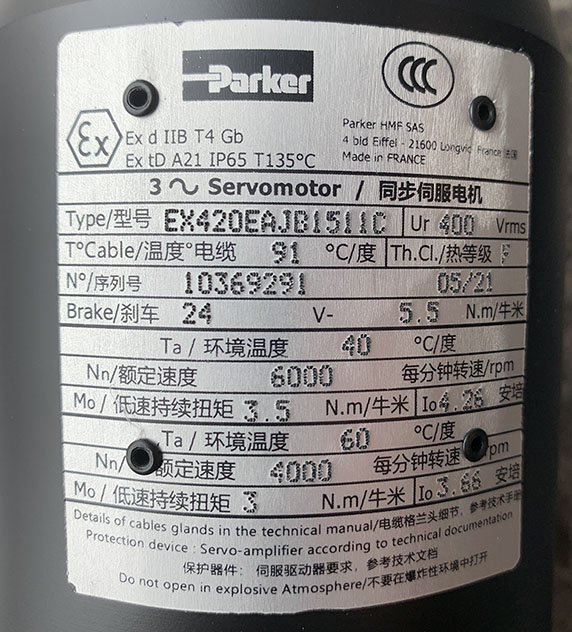 Parker
CCC
Ex
Ex d IIB T4 Gb
Ex tD A21 IP65 T135°C
Parker HMF SAS
4 bld Eiffel - 21600 Longvic France 法国
Made in FRANCE
3 ~ Servomotor / 同步伺服电机
Type/型号 EX420EAJB1511C Ur 400 Vrms
T°Cable/温度°电缆 91 °C/度 Th.Cl./热等级 F
N°/序列号 10369291 05/21
Brake/刹车 24 V- 5.5 N.m/牛米
Ta / 环境温度 40 °C/度
Nn/额定速度 6000 每分钟转速/rpm
Mo / 低速持续扭矩 3.5 N.m/牛米 Io 4.26 安培
Ta / 环境温度 60 °C/度
Nn/额定速度 4000 每分钟转速/rpm
Mo / 低速持续扭矩 3 N.m/牛米 Io 3.66 安培
Details of cables glands in the technical manual/电缆格兰头细节,参考技术手册
Protection device : Servo-amplifier according to technical documentation
保护器件: 伺服驱动器要求,参考技术文档
Do not open in explosive Atmosphere/不要在爆炸性环境中打开